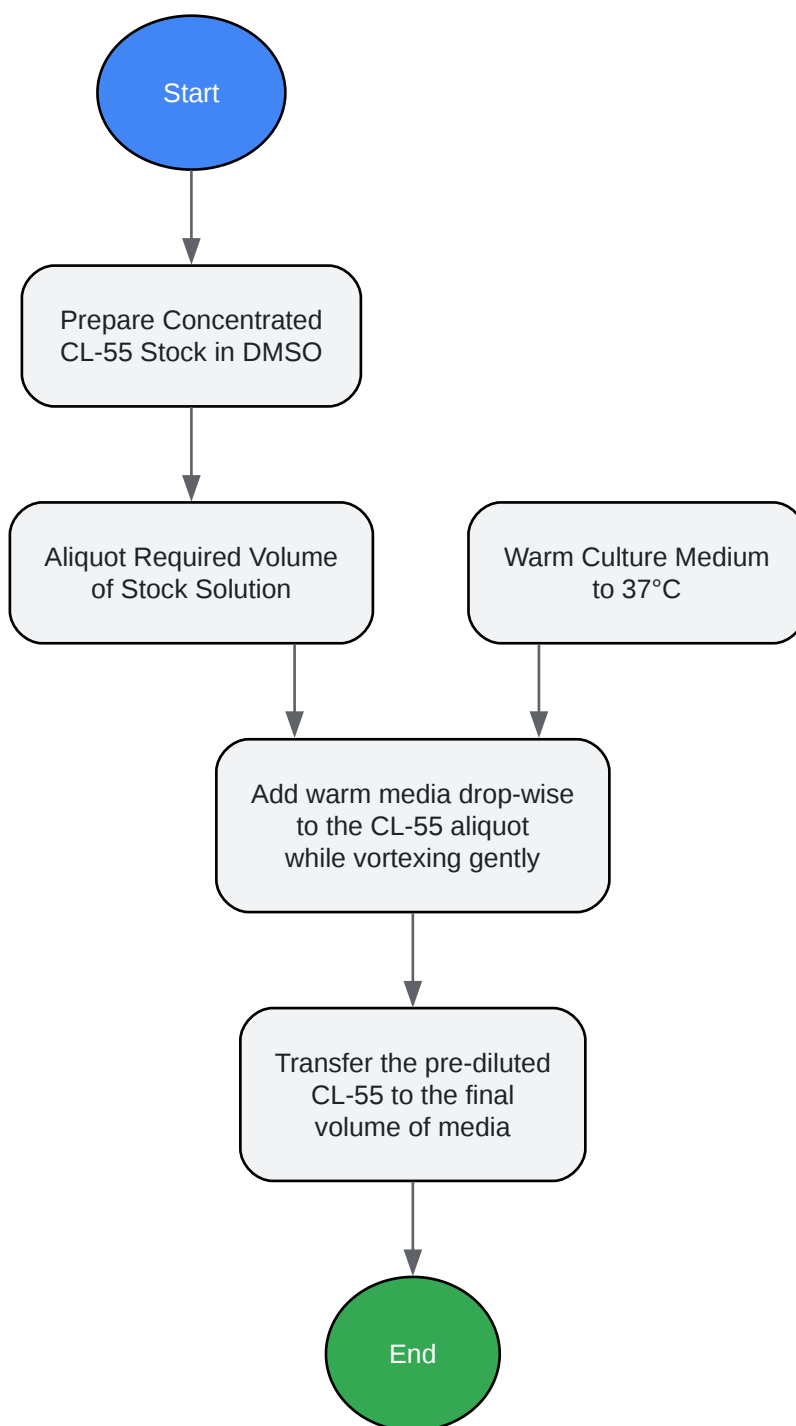 Start
Prepare Concentrated
CL-55 Stock in DMSO
Aliquot Required Volume
of Stock Solution
Warm Culture Medium
to 37°C
Add warm media drop-wise
to the CL-55 aliquot
while vortexing gently
Transfer the pre-diluted
CL-55 to the final
volume of media
End